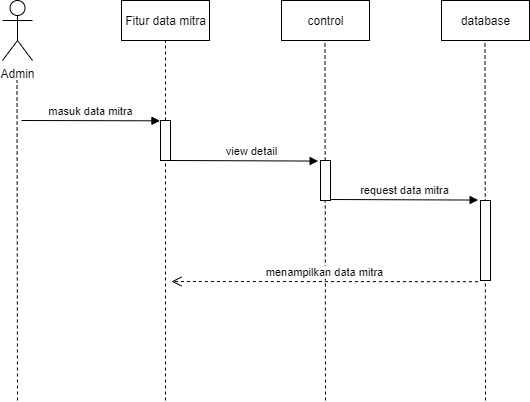 Fitur data mitra
control
database
Admin
masuk data mitra
view detail
request data mitra
menampilkan data mitra